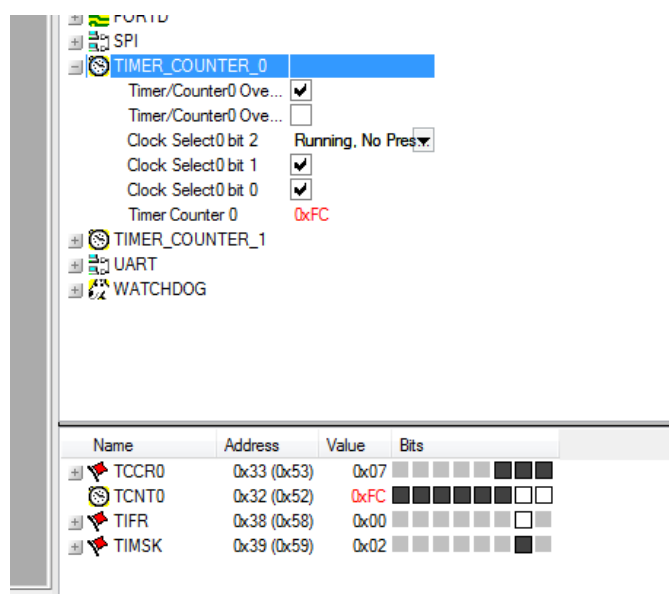 PORTD
SPI
TIMER_COUNTER_0
Timer/Counter0 Ove...
Timer/Counter0 Ove...
Clock Select0 bit 2 Running, No Pres
Clock Select0 bit 1
Clock Select0 bit 0
Timer Counter 0 0xFC
TIMER_COUNTER_1
UART
WATCHDOG
Name Address Value Bits
TCCR0 0x33 (0x53) 0x07
TCNT0 0x32 (0x52) 0xFC
TIFR 0x38 (0x58) 0x00
TIMSK 0x39 (0x59) 0x02